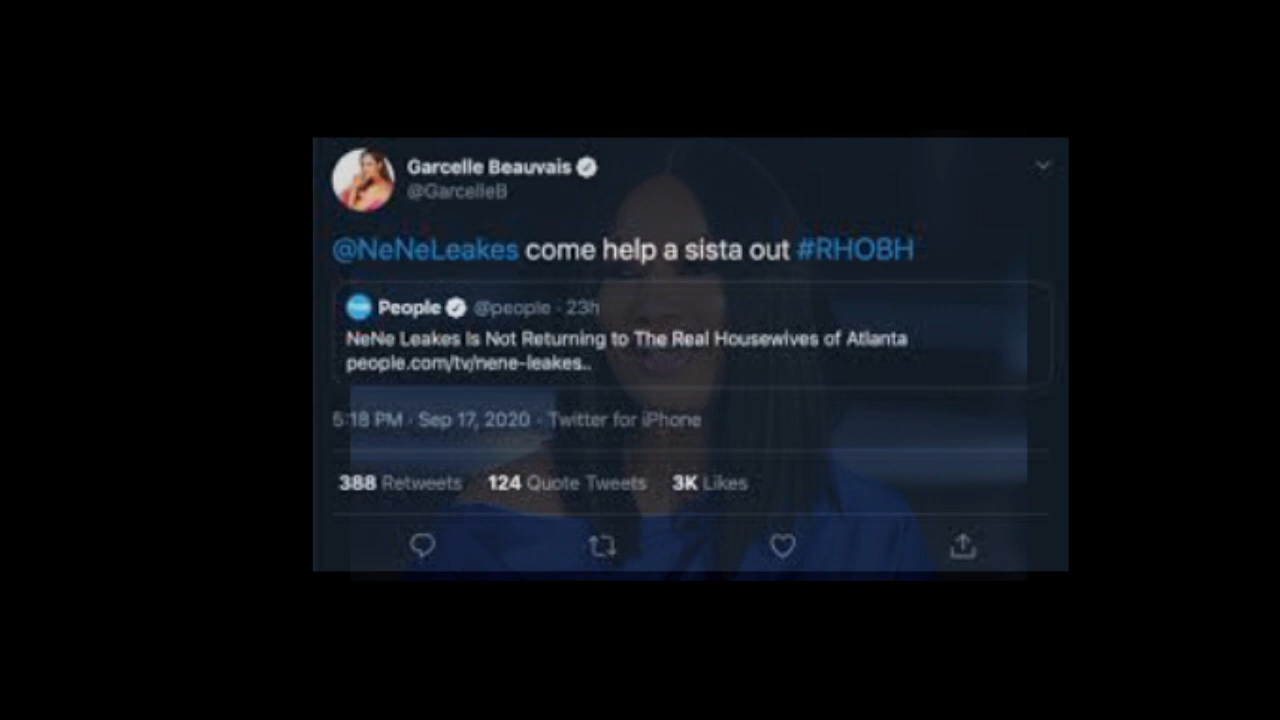 Garcelle Beauvais
@GarcelleB
@NeNeLeakes come help a sista out #RHOBH
People @people · 23h
NeNe Leakes Is Not Returning to The Real Housewives of Atlanta
people.com/tv/nene-leakes..
5:18 PM · Sep 17, 2020 · Twitter for iPhone
388 Retweets 124 Quote Tweets 3K Likes